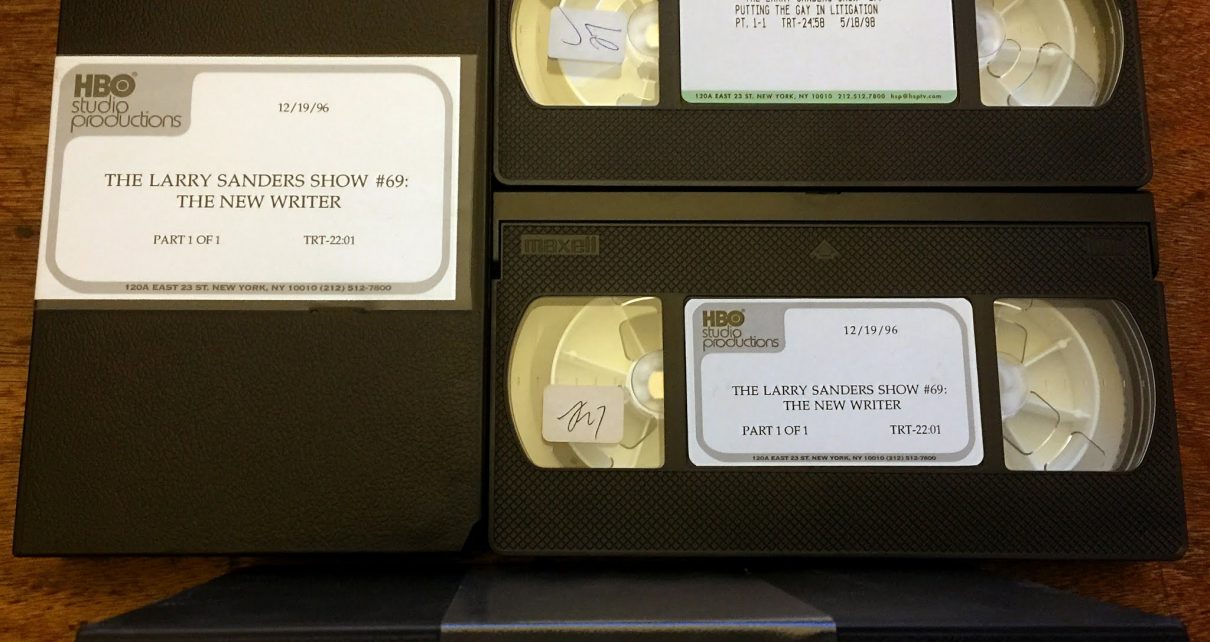 HBO
studio
productions
12/19/96
THE LARRY SANDERS SHOW #69:
THE NEW WRITER
PART 1 OF 1 TRT-22:01
120A EAST 23 ST. NEW YORK, NY 10010 (212) 512-7800
PUTTING THE GAY IN LITIGATION
PT. 1-1 TRT-24:58 5/18/98
120A EAST 23 ST. NEW YORK, NY 10010 212.512.7800 hsp@hsptv.com
maxell
HBO
studio
productions
12/19/96
THE LARRY SANDERS SHOW #69:
THE NEW WRITER
PART 1 OF 1 TRT-22:01
120A EAST 23 ST. NEW YORK, NY 10010 (212) 512-7800